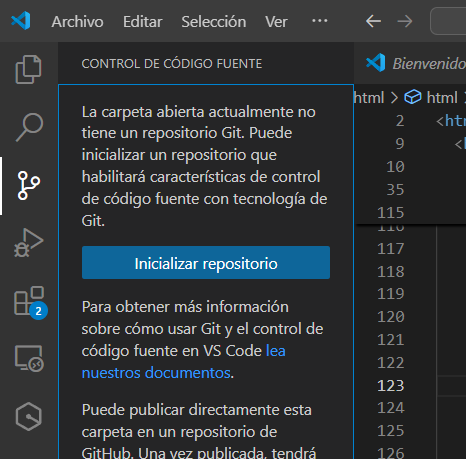 Archivo Editar Selección Ver ···
CONTROL DE CÓDIGO FUENTE
La carpeta abierta actualmente no
tiene un repositorio Git. Puede
inicializar un repositorio que
habilitará características de control
de código fuente con tecnología de
Git.
Inicializar repositorio
Para obtener más información
sobre cómo usar Git y el control de
código fuente en VS Code lea
nuestros documentos.
Puede publicar directamente esta
carpeta en un repositorio de
GitHub. Una vez publicada, tendrá
2
Bienvenido
html > html
2 <ht
9
10
35
115
116
117
118
119
120
121
122
123
124
125
126